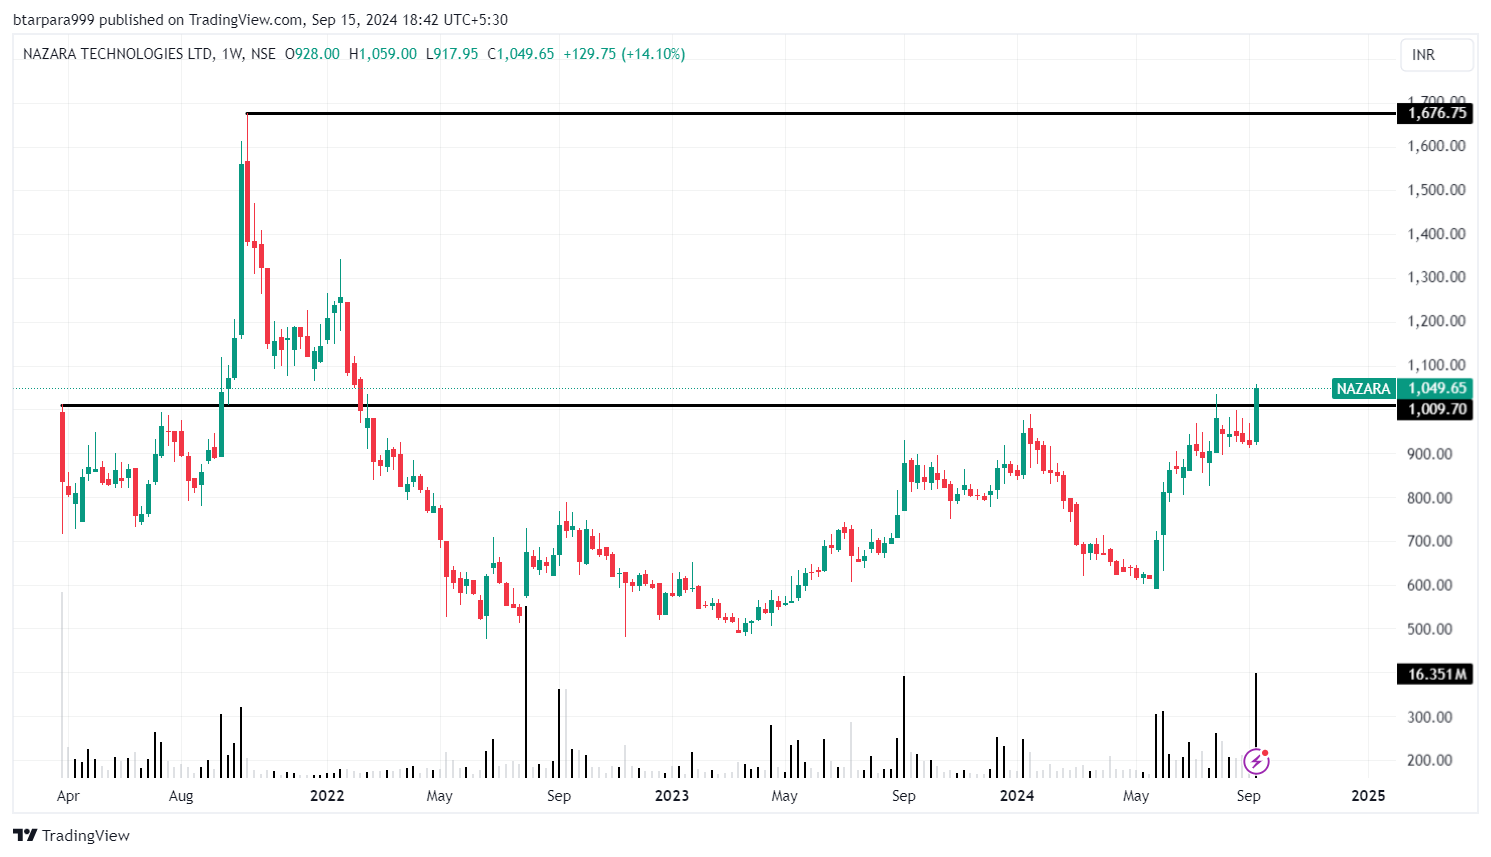 btarpara999 published on TradingView.com, Sep 15, 2024 18:42 UTC+5:30
NAZARA TECHNOLOGIES LTD, 1W, NSE O928.00 H1,059.00 L917.95 C1,049.65 +129.75 (+14.10%)
INR
1,700.00
1,676.75
1,600.00
1,500.00
1,400.00
1,300.00
1,200.00
1,100.00
NAZARA 1,049.65
1,009.70
900.00
800.00
700.00
600.00
500.00
16.351M
300.00
200.00
Apr Aug 2022 May Sep 2023 May Sep 2024 May Sep 2025
TradingView